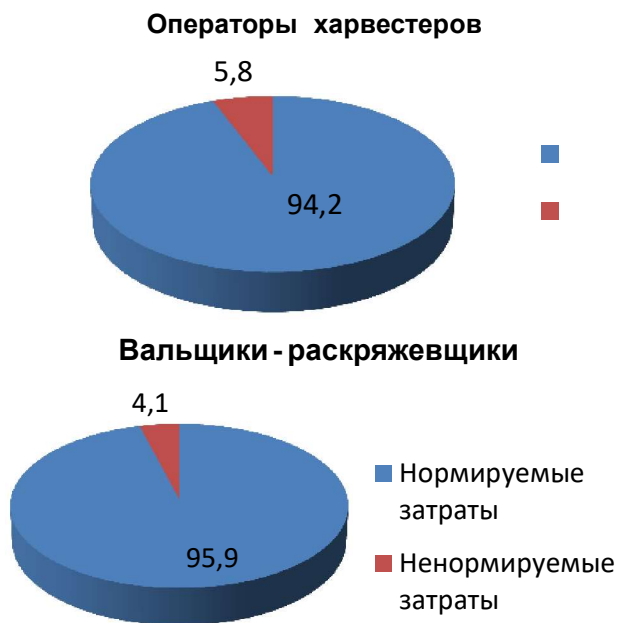 Операторы харвестеров
5,8
94,2
Вальщики - раскряжевщики
4,1
95,9
Нормируемые
затраты
Ненормируемые
затраты